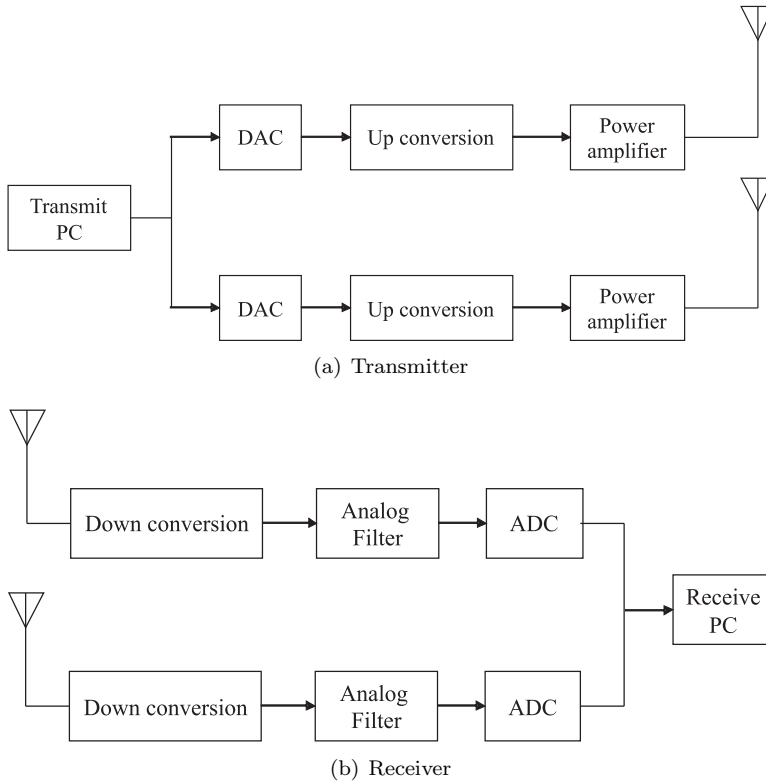 DAC
Up conversion
Power
amplifier
Transmit
PC
DAC
Up conversion
Power
amplifier
(a) Transmitter
Down conversion
Analog
Filter
ADC
Receive
PC
Down conversion
Analog
Filter
ADC
(b) Receiver